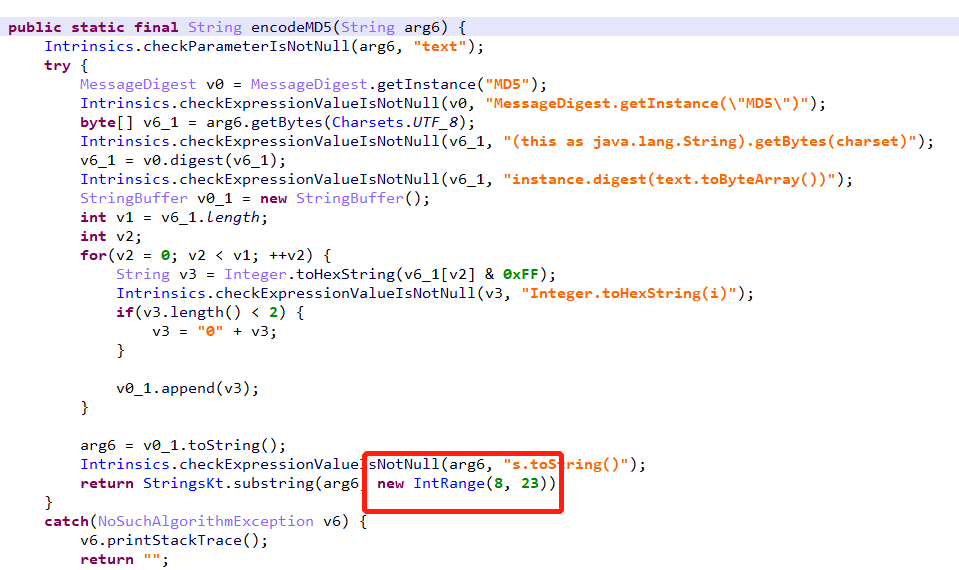 public static final String encodeMD5(String arg6) {
    Intrinsics.checkParameterIsNotNull(arg6, "text");
    try {
        MessageDigest v0 = MessageDigest.getInstance("MD5");
        Intrinsics.checkExpressionValueIsNotNull(v0, "MessageDigest.getInstance(\"MD5\")");
        byte[] v6_1 = arg6.getBytes(Charsets.UTF_8);
        Intrinsics.checkExpressionValueIsNotNull(v6_1, "(this as java.lang.String).getBytes(charset)");
        v6_1 = v0.digest(v6_1);
        Intrinsics.checkExpressionValueIsNotNull(v6_1, "instance.digest(text.toByteArray())");
        StringBuffer v0_1 = new StringBuffer();
        int v1 = v6_1.length;
        int v2;
        for(v2 = 0; v2 < v1; ++v2) {
            String v3 = Integer.toHexString(v6_1[v2] & 0xFF);
            Intrinsics.checkExpressionValueIsNotNull(v3, "Integer.toHexString(i)");
            if(v3.length() < 2) {
                v3 = "0" + v3;
            }
            v0_1.append(v3);
        }
        arg6 = v0_1.toString();
        Intrinsics.checkExpressionValueIsNotNull(arg6, "s.toString()");
        return StringsKt.substring(arg6 new IntRange(8, 23))
    }
    catch(NoSuchAlgorithmException v6) {
        v6.printStackTrace();
        return "";